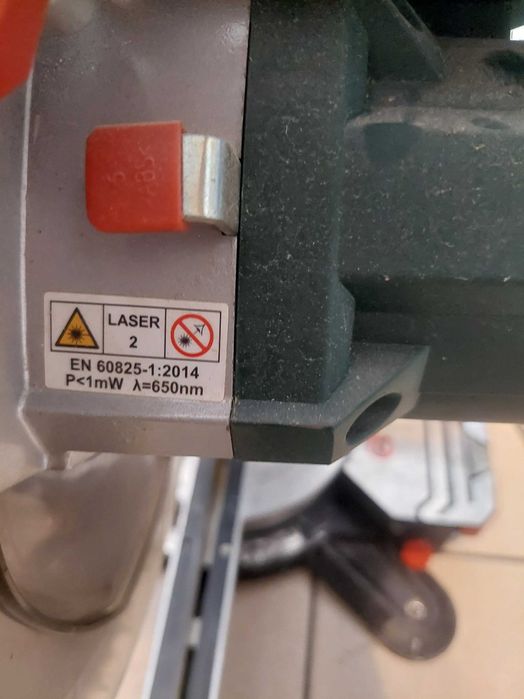 LASER
2
EN 60825-1:2014
P<1mW λ=650nm